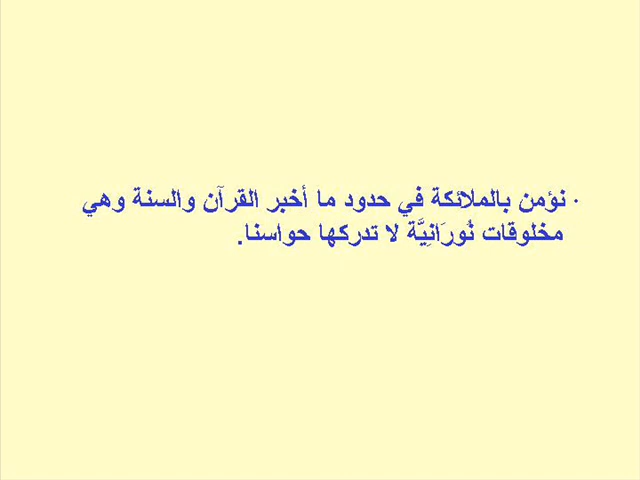 · نؤمن بالملائكة في حدود ما أخبر القرآن والسنة وهي
مخلوقات نُورَانِيَّة لا تدركها حواسنا.